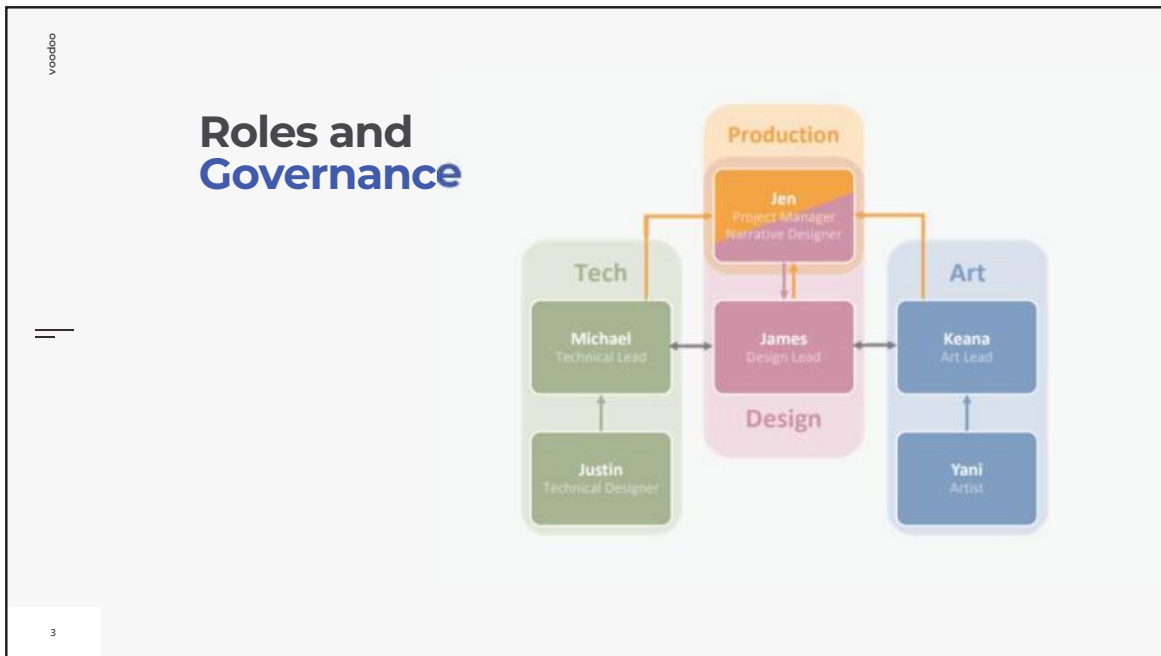 voodoo
Roles and
Governance
Production
Jen
Project Manager
Narrative Designer
Tech
Art
Michael
Technical Lead
James
Design Lead
Keana
Art Lead
Design
Justin
Technical Designer
Yani
Artist
3